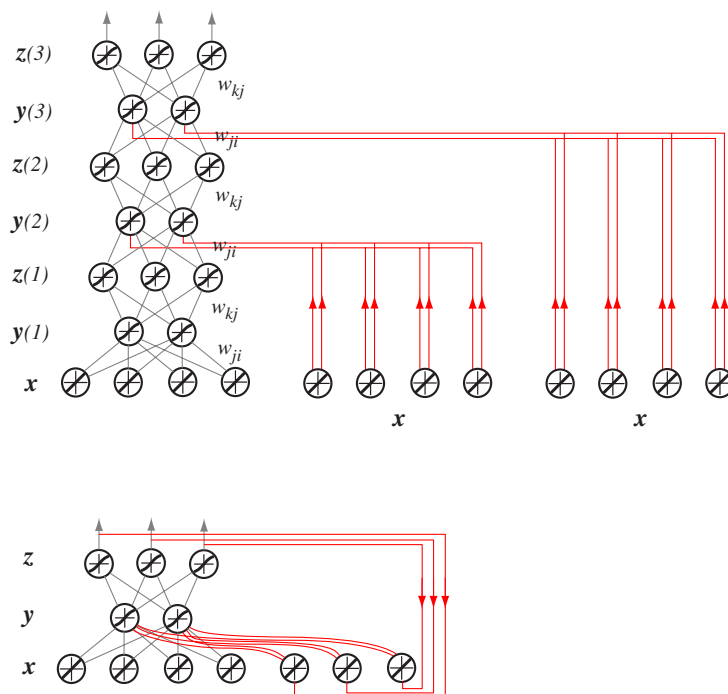 z(3)
w_kj
y(3)
w_ji
z(2)
w_kj
y(2)
w_ji
z(1)
w_kj
y(1)
w_ji
x
x x
z
y
x